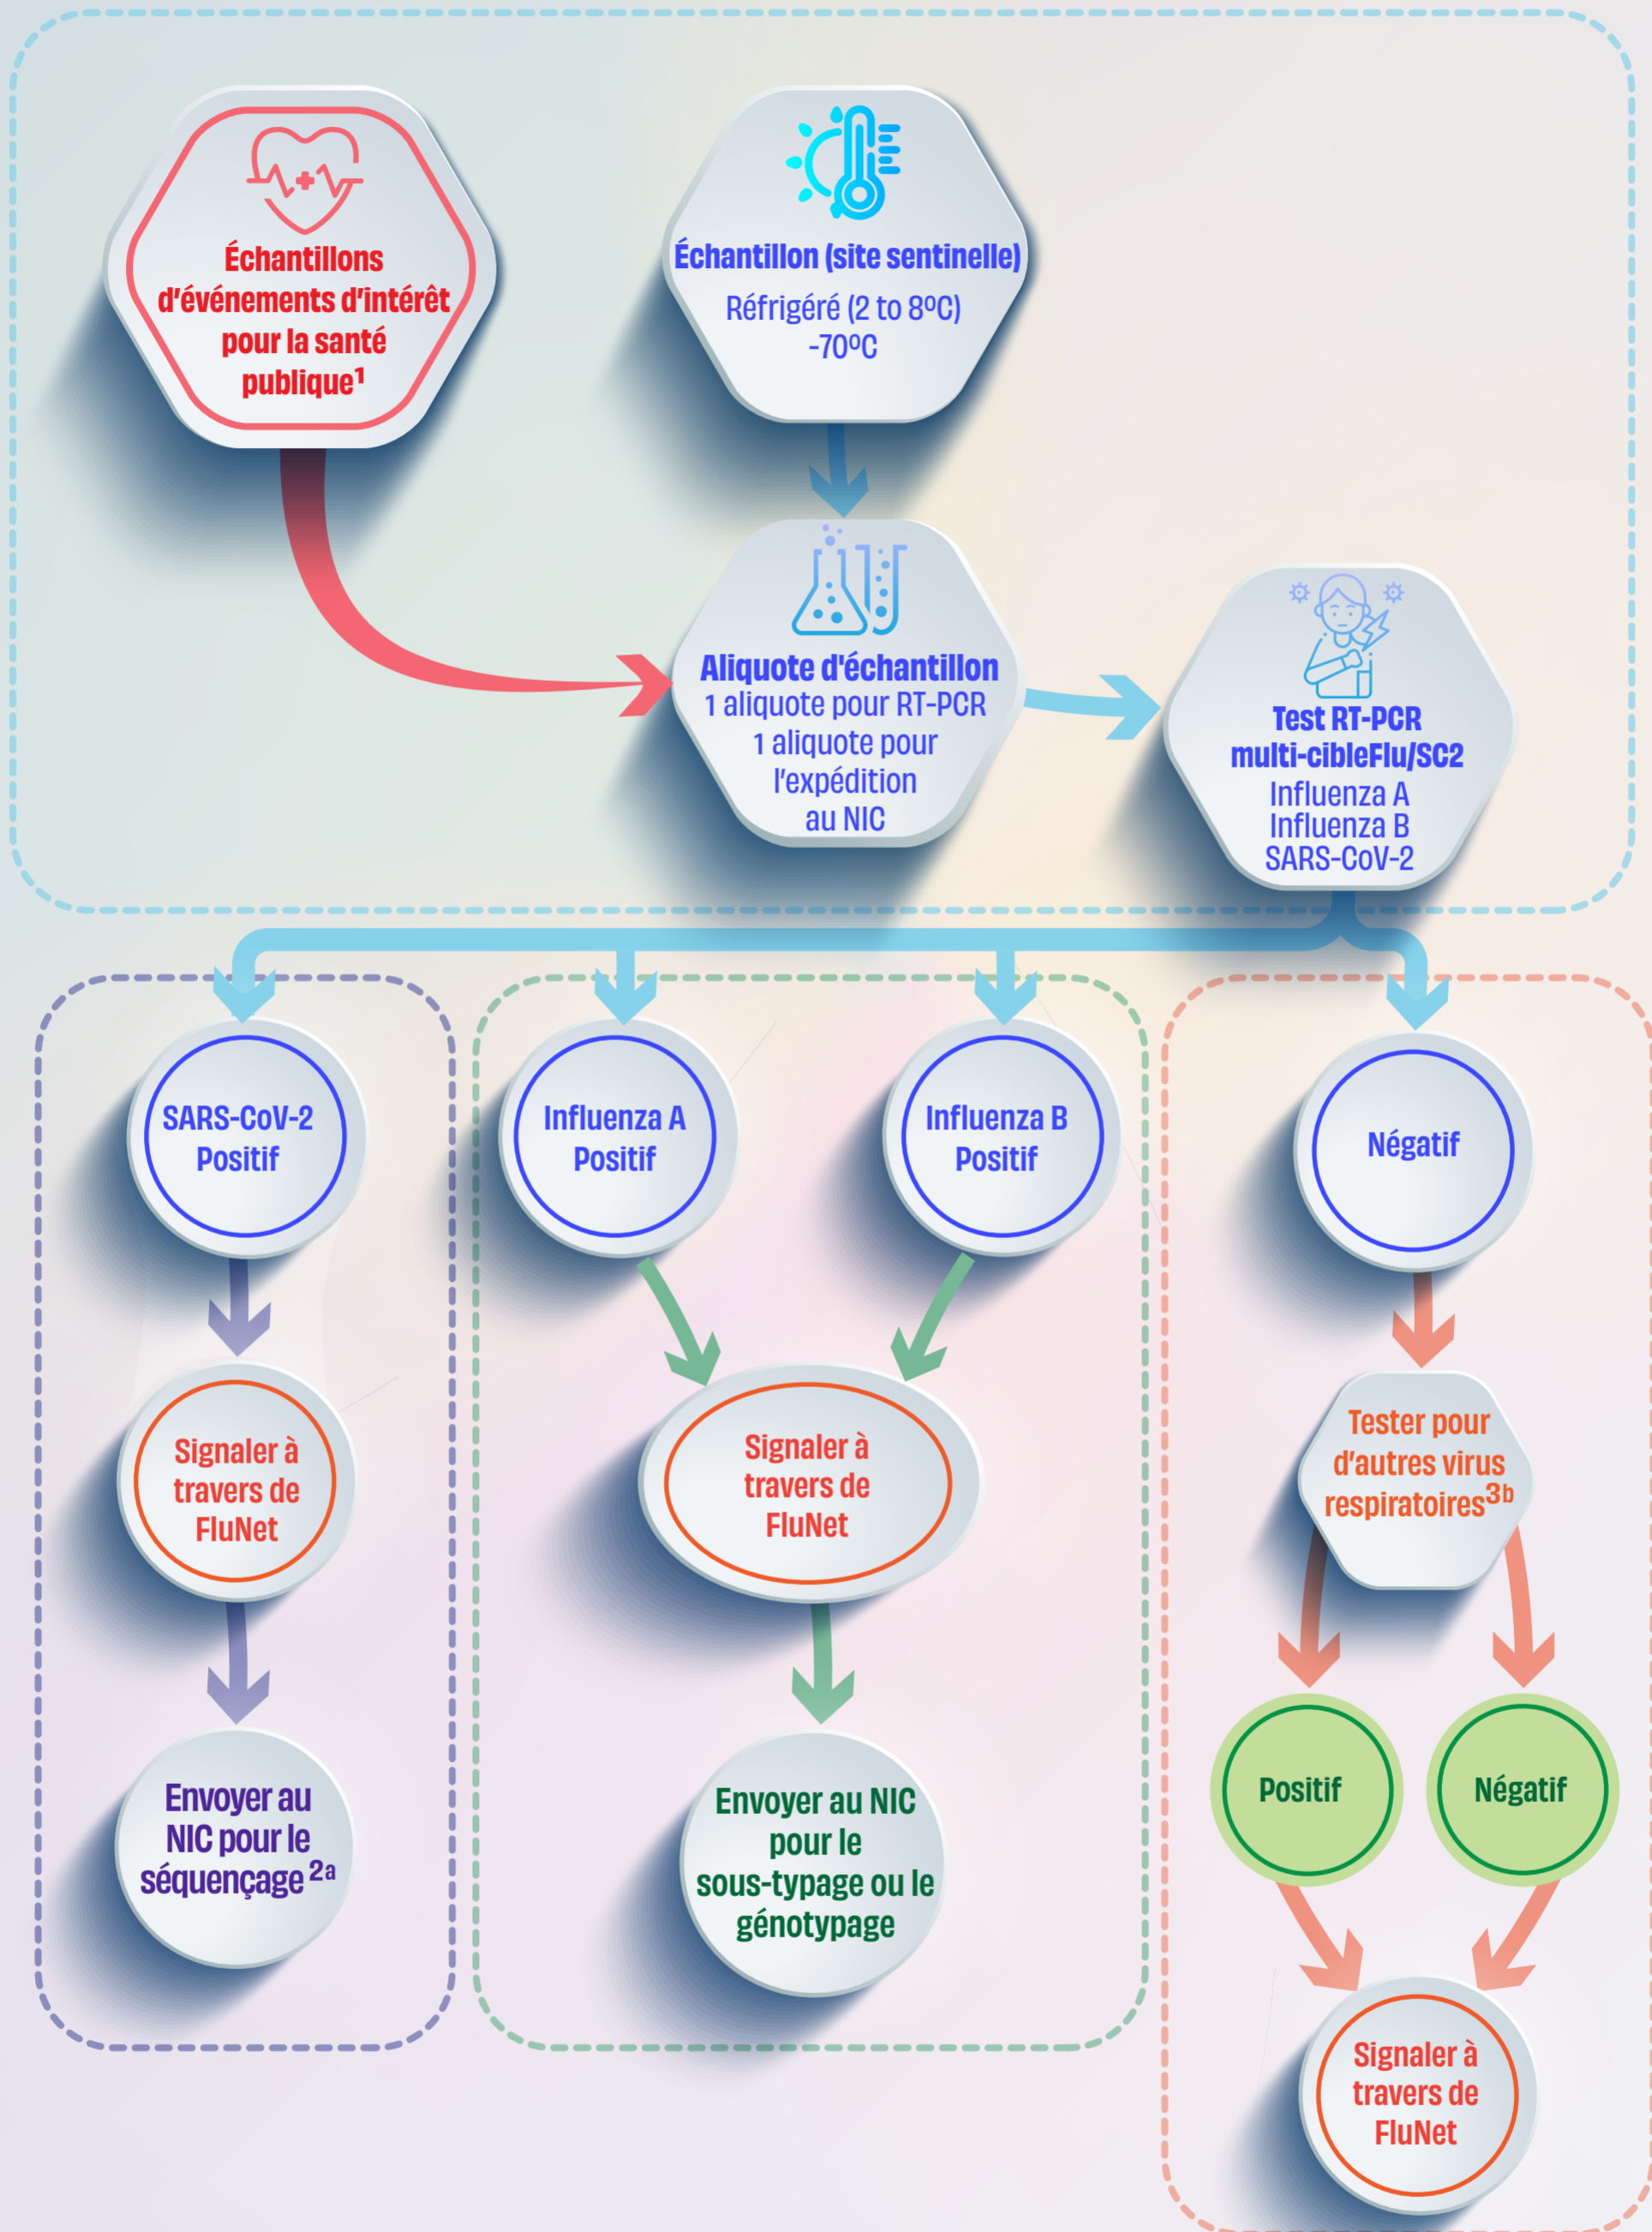 Échantillons
d'événements d'intérêt
pour la santé
publique¹
Échantillon (site sentinelle)
Réfrigéré (2 to 8ºC)
-70ºC
Aliquote d'échantillon
1 aliquote pour RT-PCR
1 aliquote pour
l'expédition
au NIC
Test RT-PCR
multi-cibleFlu/SC2
Influenza A
Influenza B
SARS-CoV-2
SARS-CoV-2
Positif
Influenza A
Positif
Influenza B
Positif
Négatif
Signaler à
travers de
FluNet
Signaler à
travers de
FluNet
Tester pour
d'autres virus
respiratoires³ᵇ
Envoyer au
NIC pour le
séquençage ²ᵃ
Envoyer au NIC
pour le
sous-typage ou le
génotypage
Positif
Négatif
Signaler à
travers de
FluNet